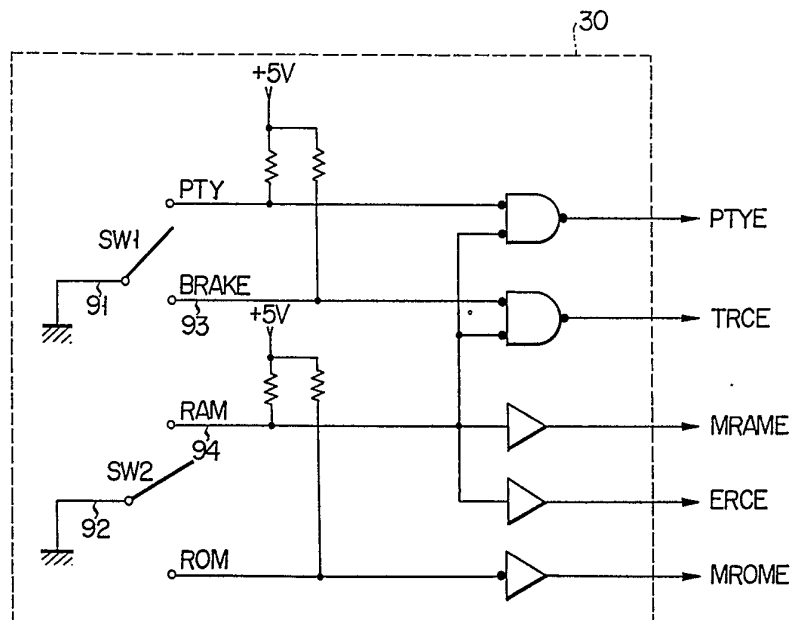 30
+5V
PTY
PTYE
SW1
91
BRAKE
93
+5V
TRCE
RAM
94
MRAME
SW2
92
ERCE
ROM
MROME